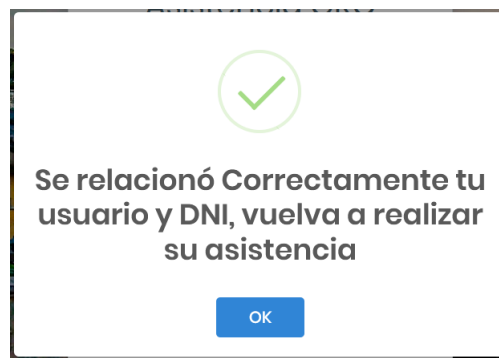 Se relacionó Correctamente tu
usuario y DNI, vuelva a realizar
su asistencia
OK